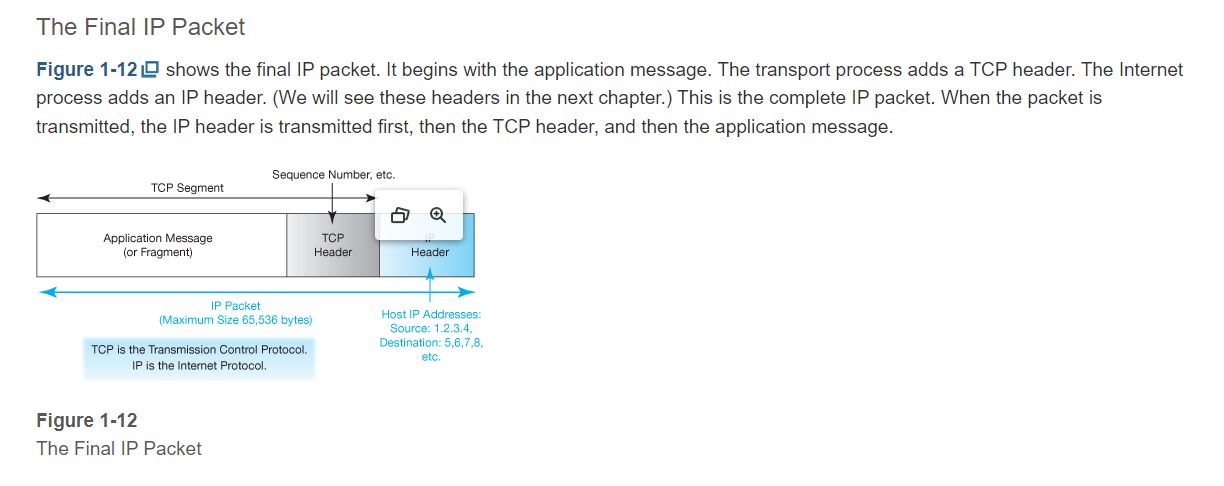 The Final IP Packet
Figure 1-12 shows the final IP packet. It begins with the application message. The transport process adds a TCP header. The Internet
process adds an IP header. (We will see these headers in the next chapter.) This is the complete IP packet. When the packet is
transmitted, the IP header is transmitted first, then the TCP header, and then the application message.
Sequence Number, etc.
TCP Segment
Application Message
(or Fragment)
TCP
Header
IP
Header
IP Packet
(Maximum Size 65,536 bytes)
Host IP Addresses:
Source: 1.2.3.4,
Destination: 5,6,7,8,
etc.
TCP is the Transmission Control Protocol.
IP is the Internet Protocol.
Figure 1-12
The Final IP Packet